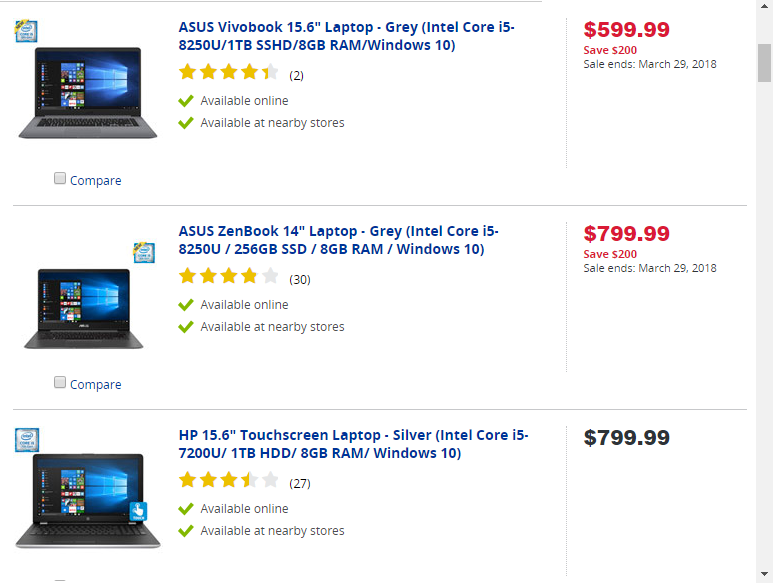 ASUS Vivobook 15.6" Laptop - Grey (Intel Core i5-
8250U/1TB SSHD/8GB RAM/Windows 10)
(2)
Available online
Available at nearby stores
$599.99
Save $200
Sale ends: March 29, 2018
Compare
ASUS ZenBook 14" Laptop - Grey (Intel Core i5-
8250U / 256GB SSD / 8GB RAM / Windows 10)
(30)
Available online
Available at nearby stores
$799.99
Save $200
Sale ends: March 29, 2018
Compare
HP 15.6" Touchscreen Laptop - Silver (Intel Core i5-
7200U/ 1TB HDD/ 8GB RAM/ Windows 10)
(27)
Available online
Available at nearby stores
$799.99